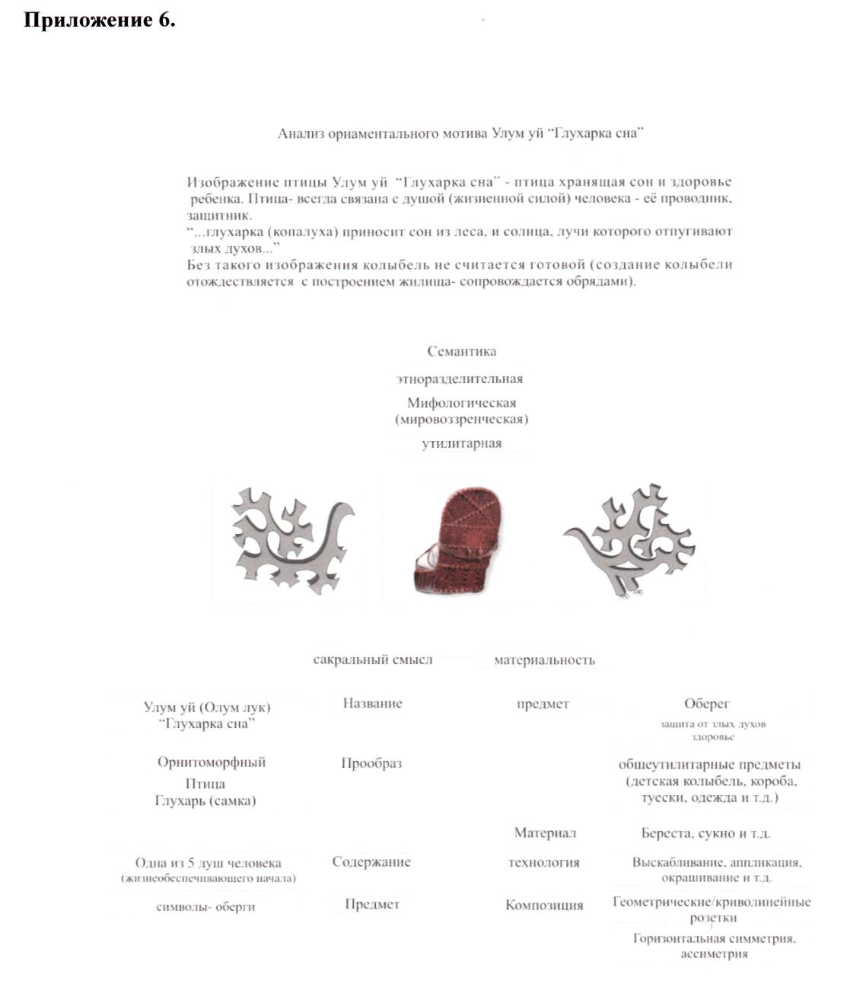 Приложение 6.
Анализ орнаментального мотива Улум уй “Глухарка сна”
Изображение птицы Улум уй “Глухарка сна” - птица хранящая сон и здоровье
ребенка. Птица- всегда связана с душой (жизненной силой) человека - её проводник,
защитник.
“...глухарка (копалуха) приносит сон из леса, и солнца, лучи которого отпугивают
злых духов...”
Без такого изображения колыбель не считается готовой (создание колыбели
отождествляется с построением жилища- сопровождается обрядами).
Семантика
этноразделительная
Мифологическая
(мировоззренческая)
утилитарная
сакральный смысл материальность
Улум уй (Олум лук)
“Глухарка сна”
Название
предмет
Оберег
защита от злых духов
здоровье
Орнитоморфный
Птица
Глухарь (самка)
Прообраз
общеутилитарные предметы
(детская колыбель, короба,
туески, одежда и т.д.)
Материал
Береста, сукно и т.д.
Одна из 5 душ человека
(жизнеобеспечивающего начала)
Содержание
технология
Выскабливание, аппликация,
окрашивание и т.д.
символы- оберги
Предмет
Композиция
Геометрические/криволинейные
розетки
Горизонтальная симметрия,
ассиметрия